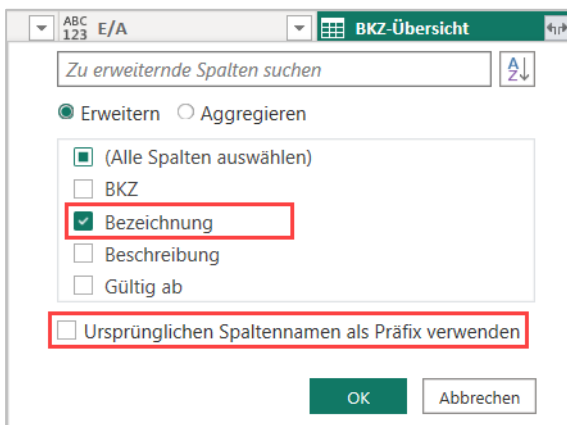 ABC 123 E/A BKZ-Übersicht
Zu erweiternde Spalten suchen AZ↓
Erweitern Aggregieren
(Alle Spalten auswählen)
BKZ
Bezeichnung
Beschreibung
Gültig ab
Ursprünglichen Spaltennamen als Präfix verwenden
OK Abbrechen